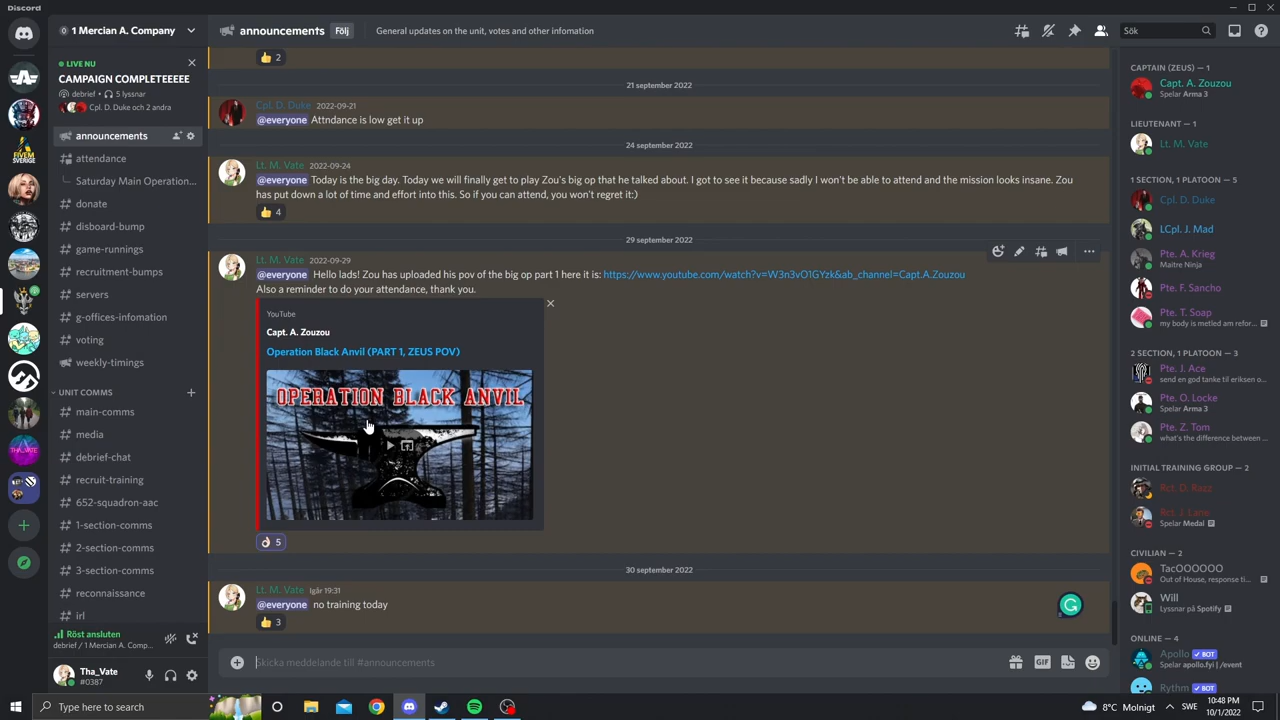 Discord
1 Mercian A. Company
LIVE NU
CAMPAIGN COMPLETEEEE
debrief / 5 lyssnar
Cpl. D. Duke och 2 andra
announcements
attendance
Saturday Main Operation...
donate
disboard-bump
game-running
recruitment-bumps
servers
g-offices-infomation
voting
weekly-timings
UNIT COMMS
main-comms
media
debrief-chat
recruit-training
652-squadron-aac
1-section-comms
2-section-comms
3-section-comms
reconnaissance
irl
Röst ansluten
debrief / 1 Mercian A. Comp...
Tha_Vate
#0387
announcements
Följ
General updates on the unit, votes and other infomation
Sök
👍 2
21 september 2022
Cpl. D. Duke 2022-09-21
@everyone Attndance is low get it up
24 september 2022
Lt. M. Vate 2022-09-24
@everyone Today is the big day. Today we will finally get to play Zou's big op that he talked about. I got to see it because sadly I won't be able to attend and the mission looks insane. Zou
has put down a lot of time and effort into this. So if you can attend, you won't regret it:)
👍 4
29 september 2022
Lt. M. Vate 2022-09-29
@everyone Hello lads! Zou has uploaded his pov of the big op part 1 here it is: https://www.youtube.com/watch?v=W3n3vO1GYzk&ab_channel=Capt.A.Zouzou
Also a reminder to do your attendance, thank you.
YouTube
Capt. A. Zouzou
Operation Black Anvil (PART 1, ZEUS POV)
OPERATION BLACK ANVIL
👌🏻 5
30 september 2022
Lt. M. Vate Igår 19:31
@everyone no training today
👍 3
Skicka meddelande till #announcements
GIF
CAPTAIN (ZEUS) — 1
Capt. A. Zouzou
Spelar Arma 3
LIEUTENANT — 1
Lt. M. Vate
1 SECTION, 1 PLATOON — 5
Cpl. D. Duke
LCpl. J. Mad
Pte. A. Krieg
Maitre Ninja
Pte. F. Sancho
Pte. T. Soap
my body is metled am refor...
2 SECTION, 1 PLATOON — 3
Pte. J. Ace
send en god tanke til eriksen o...
Pte. O. Locke
Spelar Arma 3
Pte. Z. Tom
what's the difference between ...
INITIAL TRAINING GROUP — 2
Rct. D. Razz
Rct. J. Lane
Spelar Medal
CIVILIAN — 2
TacOOOOOO
Out of House, response ti...
Will
Lyssnar på Spotify
ONLINE — 4
Apollo BOT
Spelar apollo.fyi | /event
Rythm BOT
FIVEM
SVERIGE
THA_VATE
Type here to search
8°C Molnigt
SWE
10:48 PM
10/1/2022